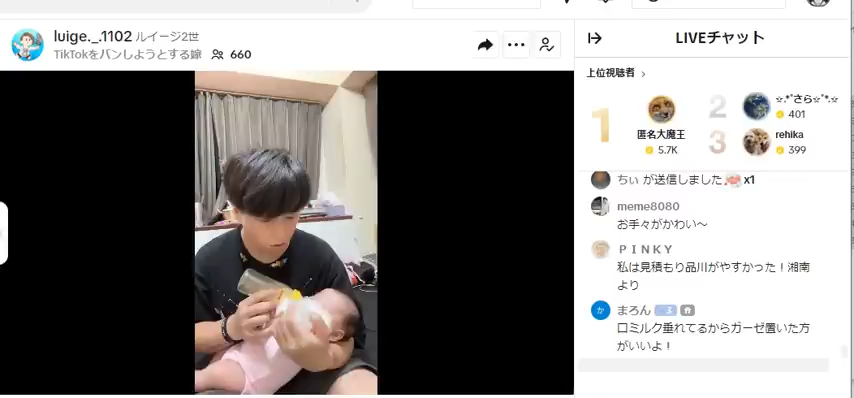 luige._.1102 ルイージ2世
TikTokをバンしようとする嫁 660
LIVEチャット
上位視聴者
1
匿名大魔王
5.7K
2
☆.*ﾟさら☆ﾟ*.☆
401
3
rehika
399
ちぃ が送信しました x1
meme8080
お手々がかわい〜
ＰＩＮＫＹ
私は見積もり品川がやすかった！湘南
より
か まろん 3
口ミルク垂れてるからガーゼ置いた方
がいいよ！